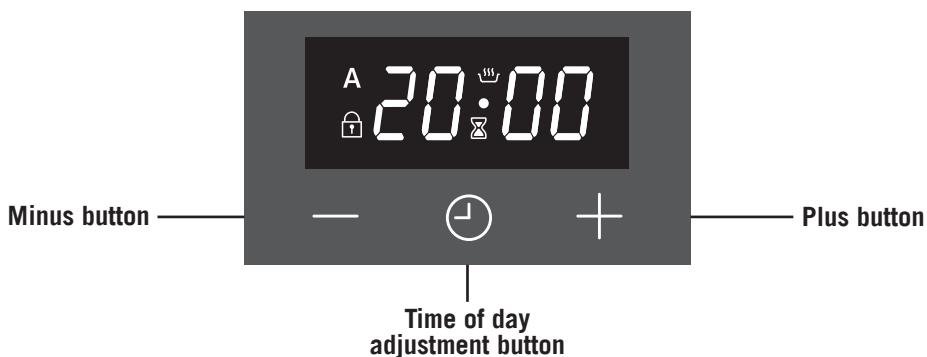 A 20:00
Minus button
Plus button
Time of day
adjustment button